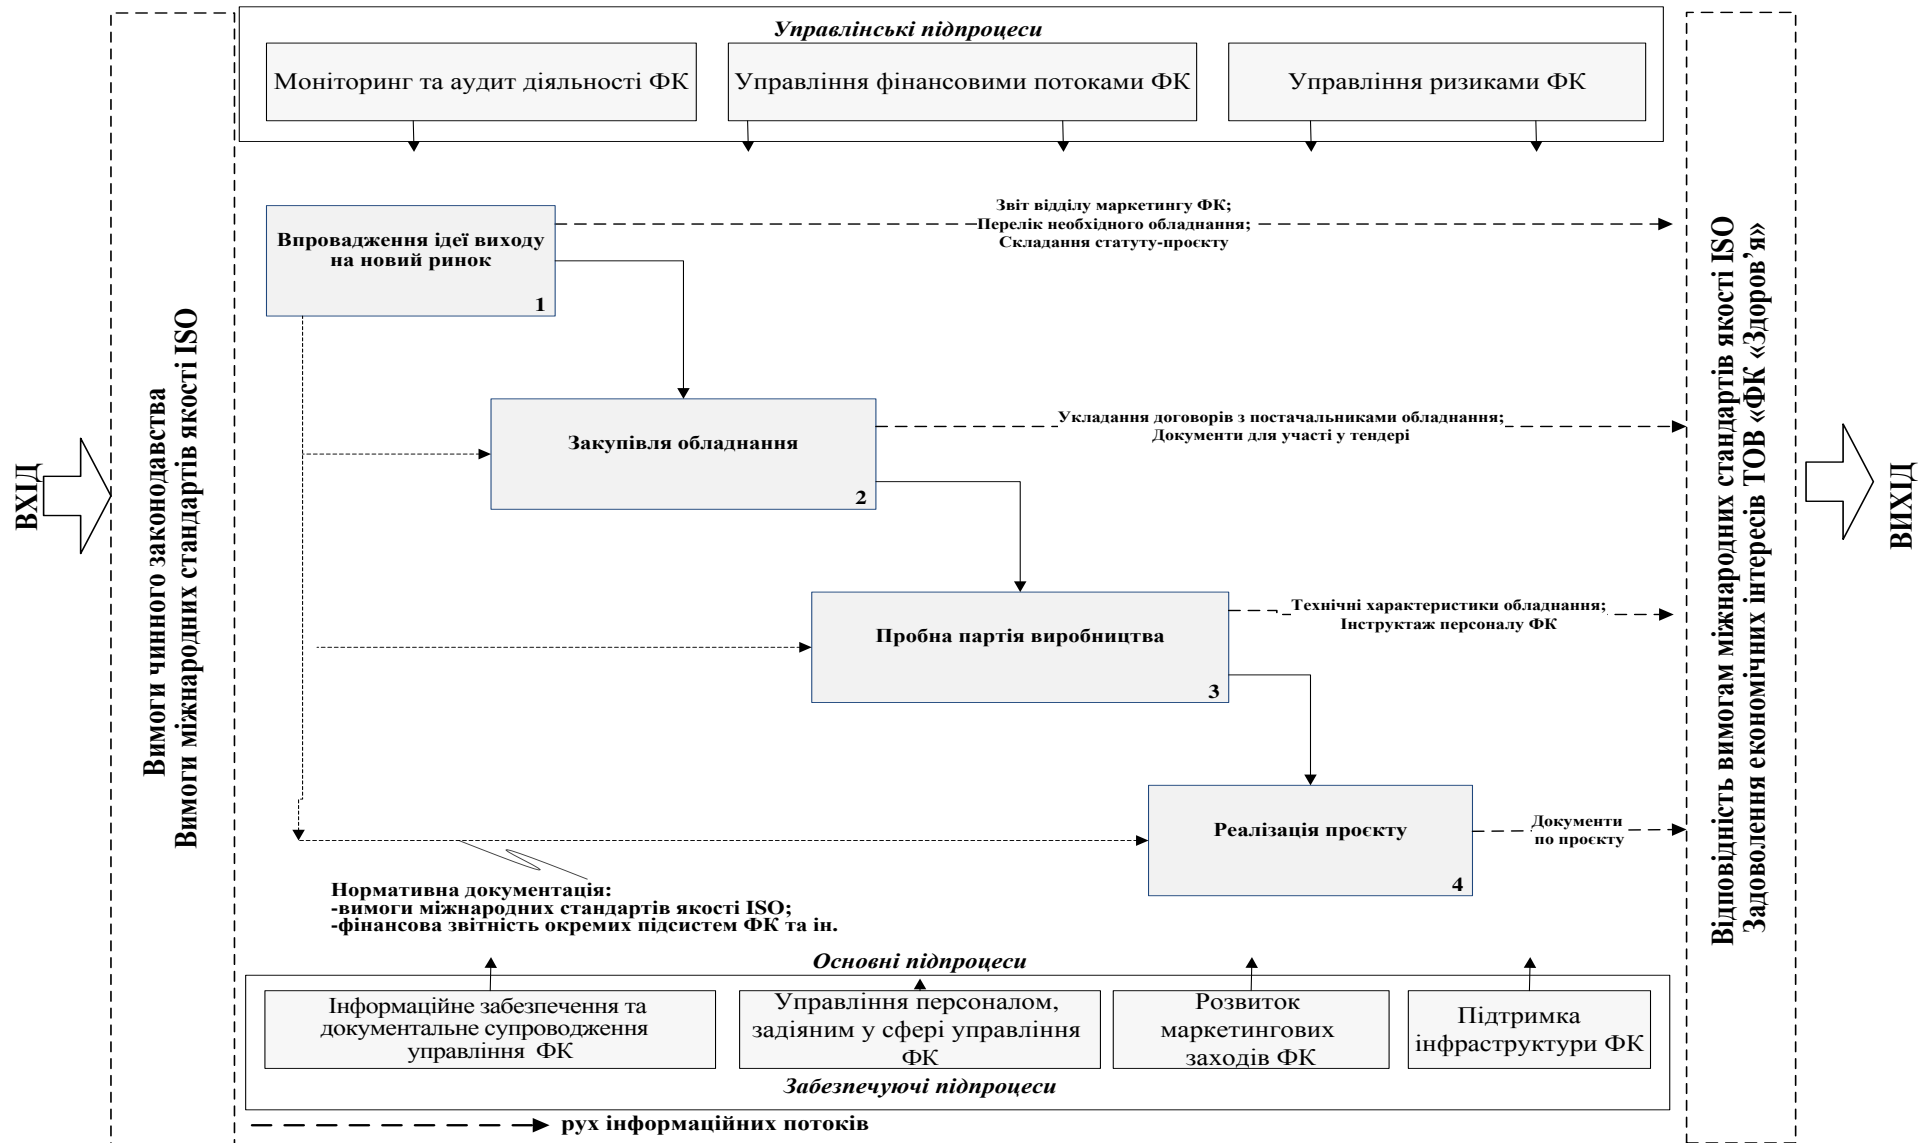 Управлінські підпроцеси
Моніторинг та аудит діяльності ФК
Управління фінансовими потоками ФК
Управління ризиками ФК
ВХІД
Вимоги чинного законодавства
Вимоги міжнародних стандартів якості ISO
Впровадження ідеї виходу
на новий ринок
1
Звіт відділу маркетингу ФК;
Перелік необхідного обладнання;
Складання статуту-проєкту
Закупівля обладнання
2
Укладання договорів з постачальниками обладнання;
Документи для участі у тендері
Пробна партія виробництва
3
Технічні характеристики обладнання;
Інструктаж персоналу ФК
Реалізація проєкту
4
Документи
по проєкту
Нормативна документація:
-вимоги міжнародних стандартів якості ISO;
-фінансова звітність окремих підсистем ФК та ін.
Відповідність вимогам міжнародних стандартів якості ISO
Задоволення економічних інтересів ТОВ «ФК «Здоров’я»
ВИХІД
Основні підпроцеси
Інформаційне забезпечення та
документальне супроводження
управління ФК
Управління персоналом,
задіяним у сфері управління
ФК
Розвиток
маркетингових
заходів ФК
Підтримка
інфраструктури ФК
Забезпечуючі підпроцеси
рух інформаційних потоків